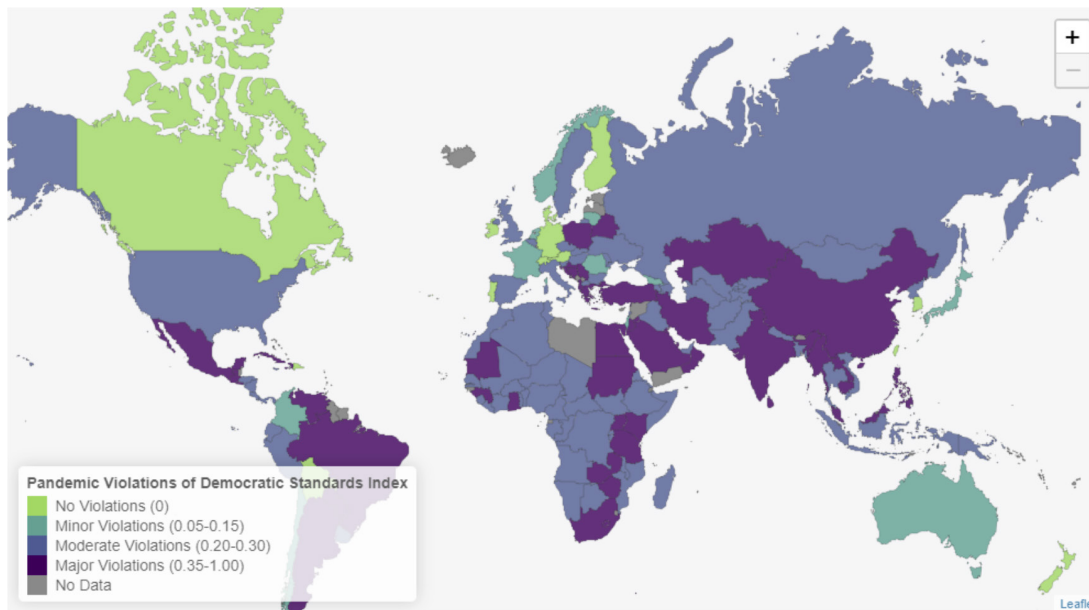 +
−
Pandemic Violations of Democratic Standards Index
No Violations (0)
Minor Violations (0.05-0.15)
Moderate Violations (0.20-0.30)
Major Violations (0.35-1.00)
No Data
Leafle